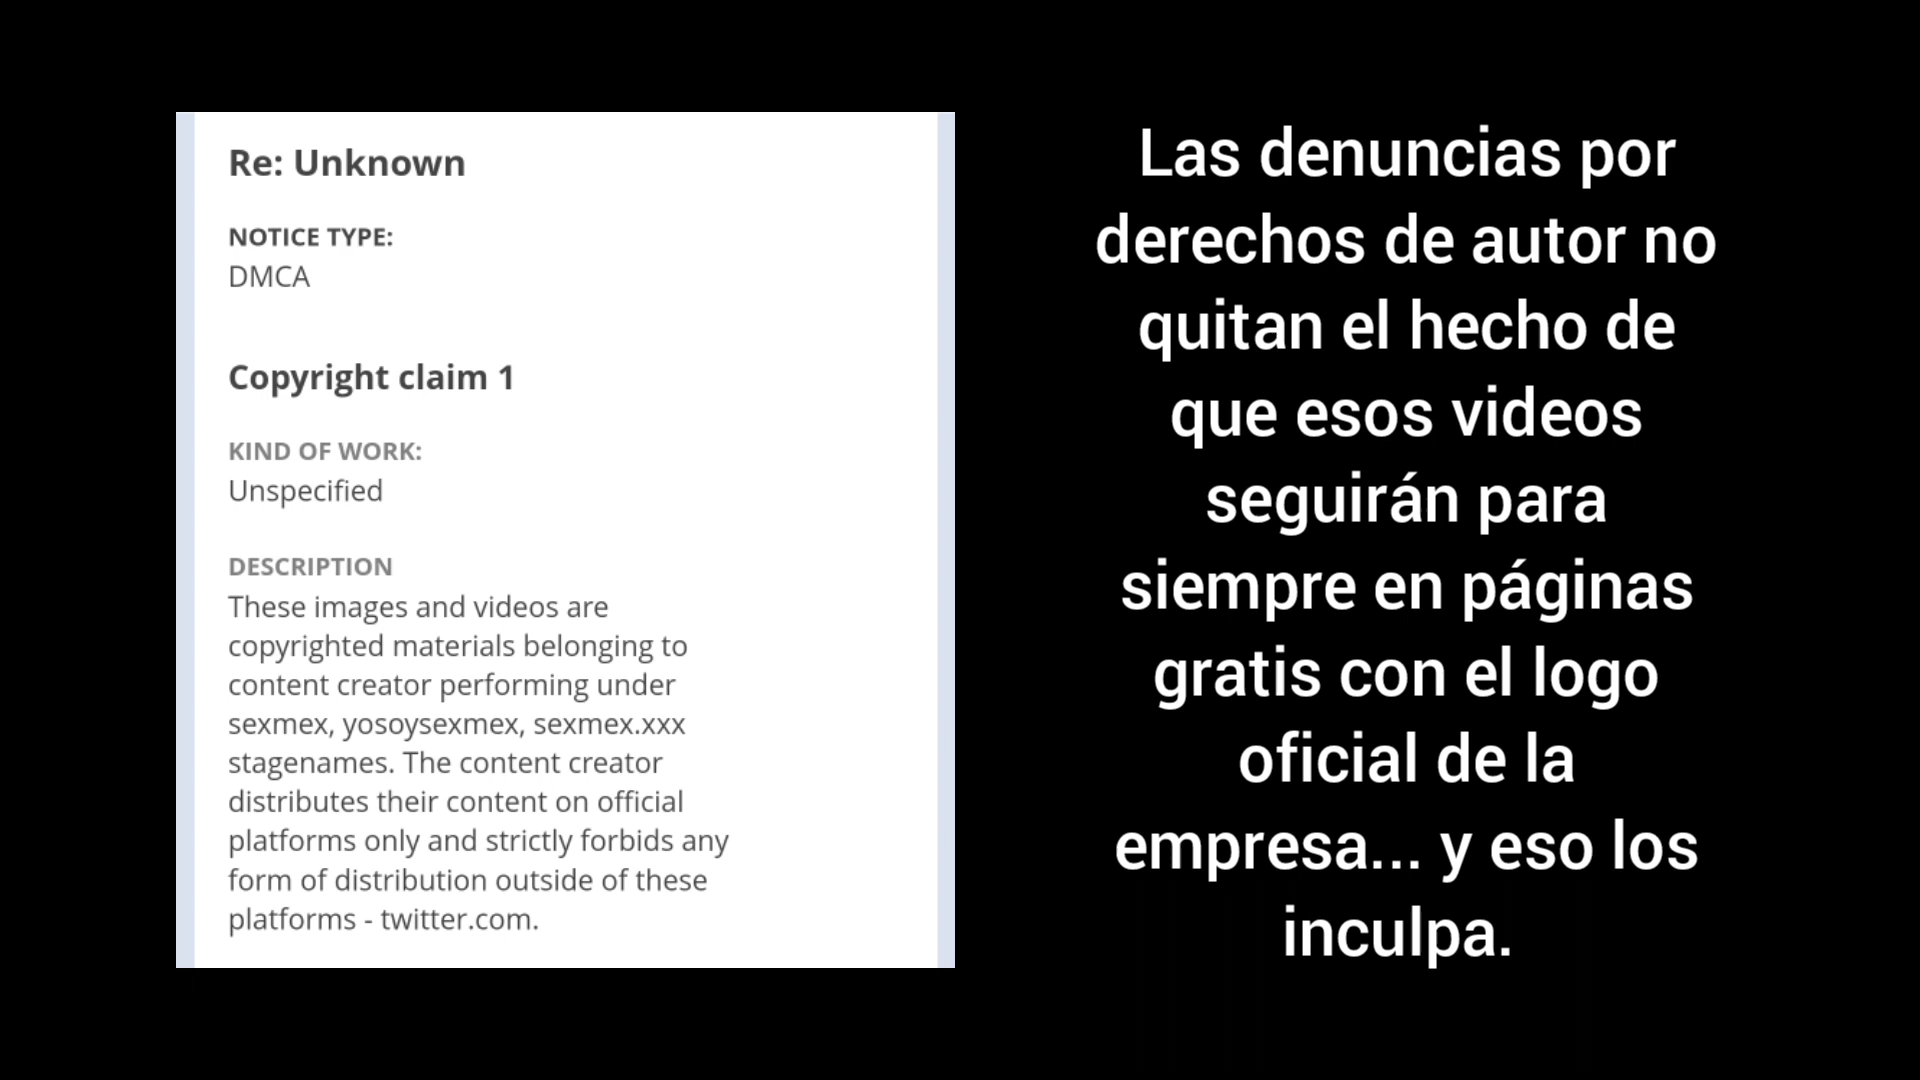 Re: Unknown
NOTICE TYPE:
DMCA
Copyright claim 1
KIND OF WORK:
Unspecified
DESCRIPTION
These images and videos are
copyrighted materials belonging to
content creator performing under
sexmex, yosoysexmex, sexmex.xxx
stagenames. The content creator
distributes their content on official
platforms only and strictly forbids any
form of distribution outside of these
platforms - twitter.com.
Las denuncias por
derechos de autor no
quitan el hecho de
que esos videos
seguirán para
siempre en páginas
gratis con el logo
oficial de la
empresa... y eso los
inculpa.